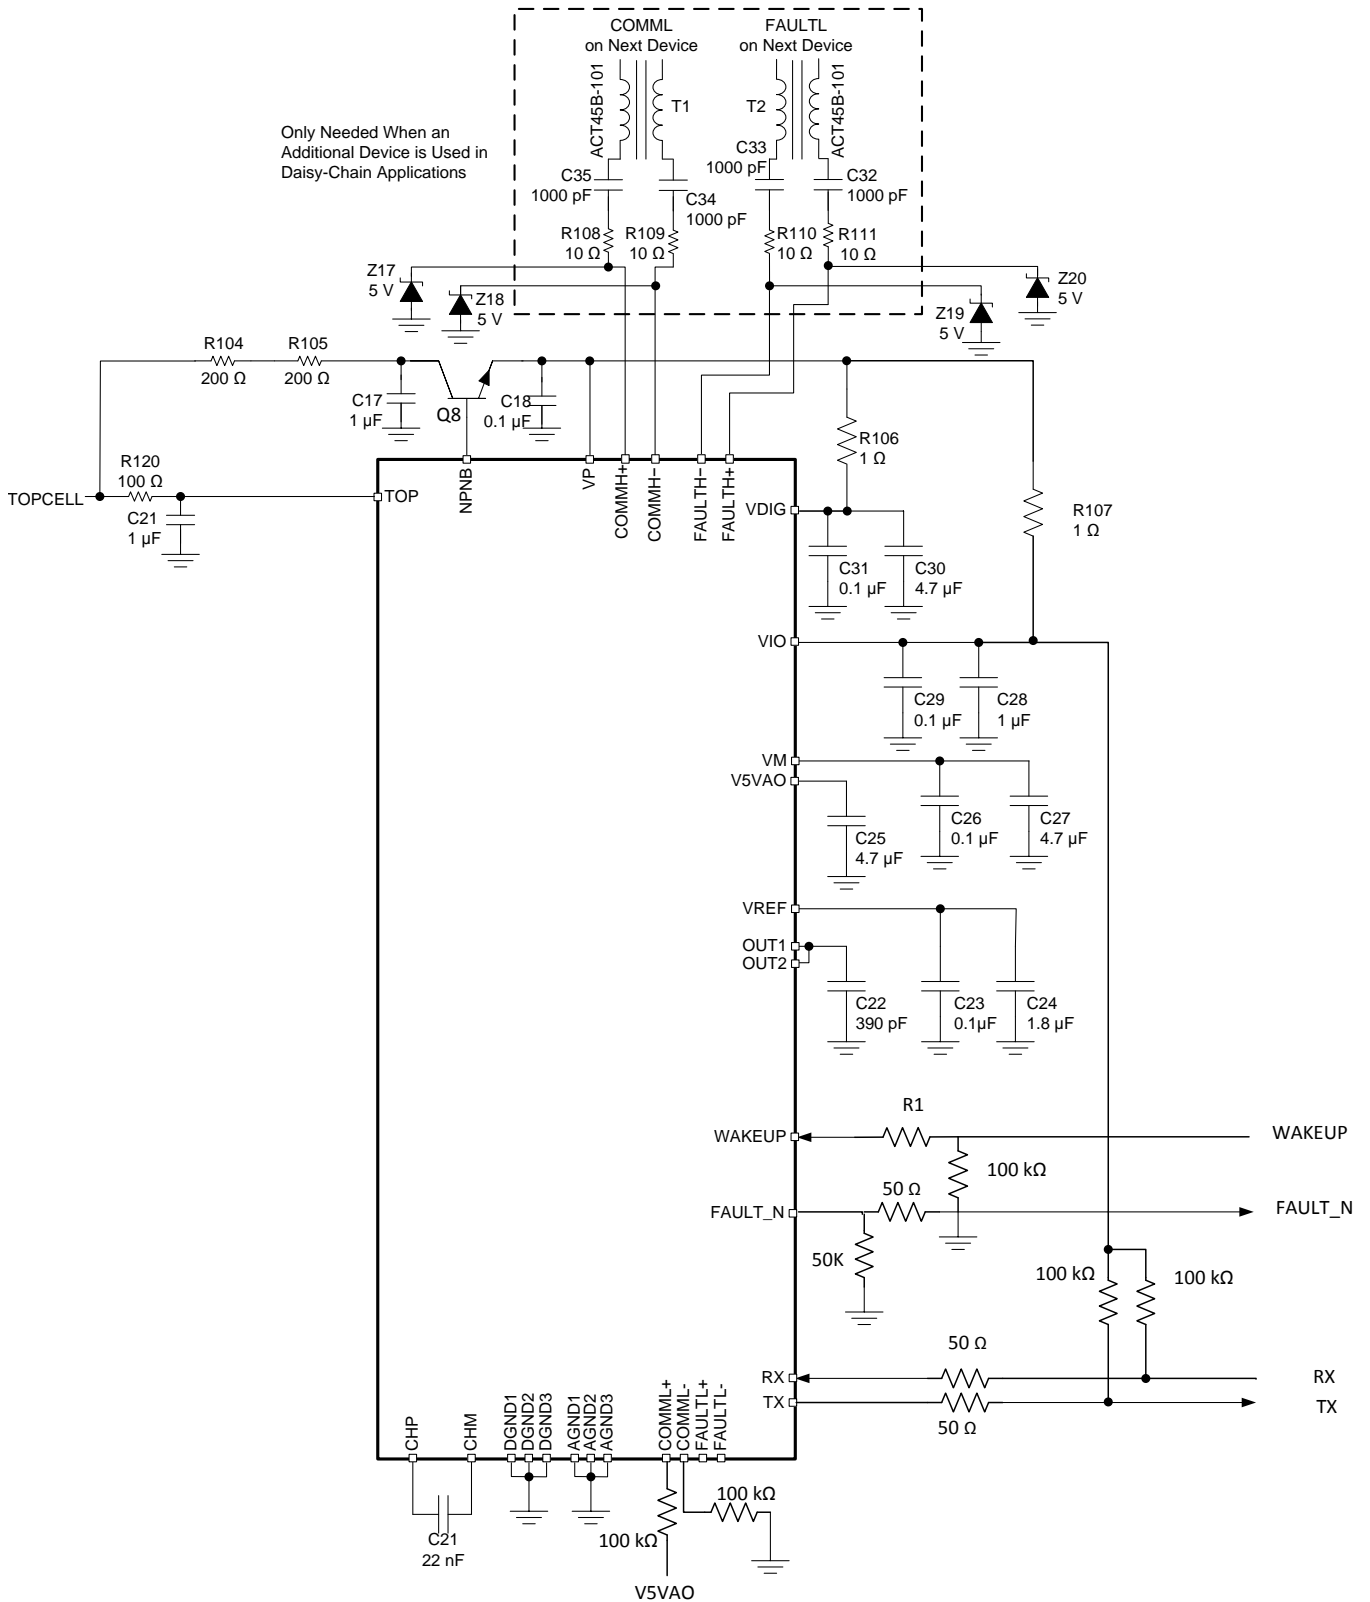 COMML
on Next Device
FAULTL
on Next Device
ACT45B-101
T1
T2
ACT45B-101
Only Needed When an
Additional Device is Used in
Daisy-Chain Applications
C35
1000 pF
C34
1000 pF
C33
1000 pF
C32
1000 pF
R108
10 Ω
R109
10 Ω
R110
10 Ω
R111
10 Ω
Z17
5 V
Z18
5 V
Z19
5 V
Z20
5 V
R104
200 Ω
R105
200 Ω
C17
1 µF
Q8
C18
0.1 µF
R106
1 Ω
R107
1 Ω
TOPCELL
R120
100 Ω
C21
1 µF
TOP
NPNB
VP
COMMH+
COMMH−
FAULTH−
FAULTH+
VDIG
C31
0.1 µF
C30
4.7 µF
VIO
C29
0.1 µF
C28
1 µF
VM
V5VAO
C25
4.7 µF
C26
0.1 µF
C27
4.7 µF
VREF
OUT1
OUT2
C22
390 pF
C23
0.1µF
C24
1.8 µF
WAKEUP
R1
100 kΩ
WAKEUP
FAULT_N
50 Ω
50K
FAULT_N
100 kΩ
100 kΩ
RX
50 Ω
RX
TX
50 Ω
TX
CHP
CHM
DGND1
DGND2
DGND3
AGND1
AGND2
AGND3
COMML+
COMML-
FAULTL+
FAULTL-
C21
22 nF
100 kΩ
100 kΩ
V5VAO